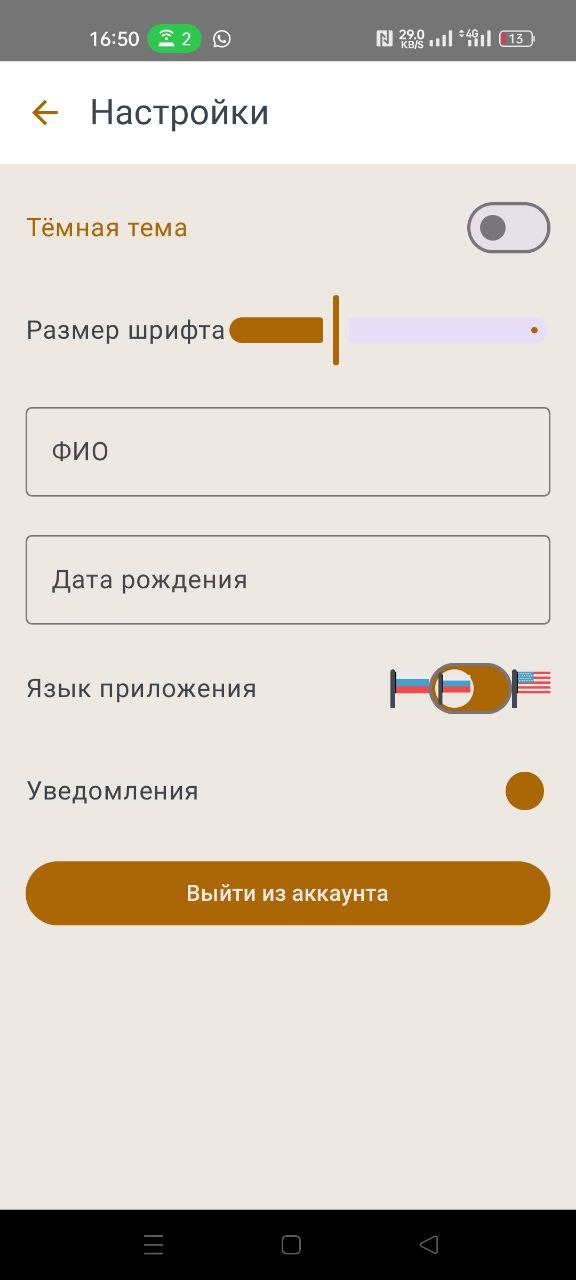 16:50 2 29.0 KB/S 4G 13
Настройки
Тёмная тема
Размер шрифта
ФИО
Дата рождения
Язык приложения
Уведомления
Выйти из аккаунта